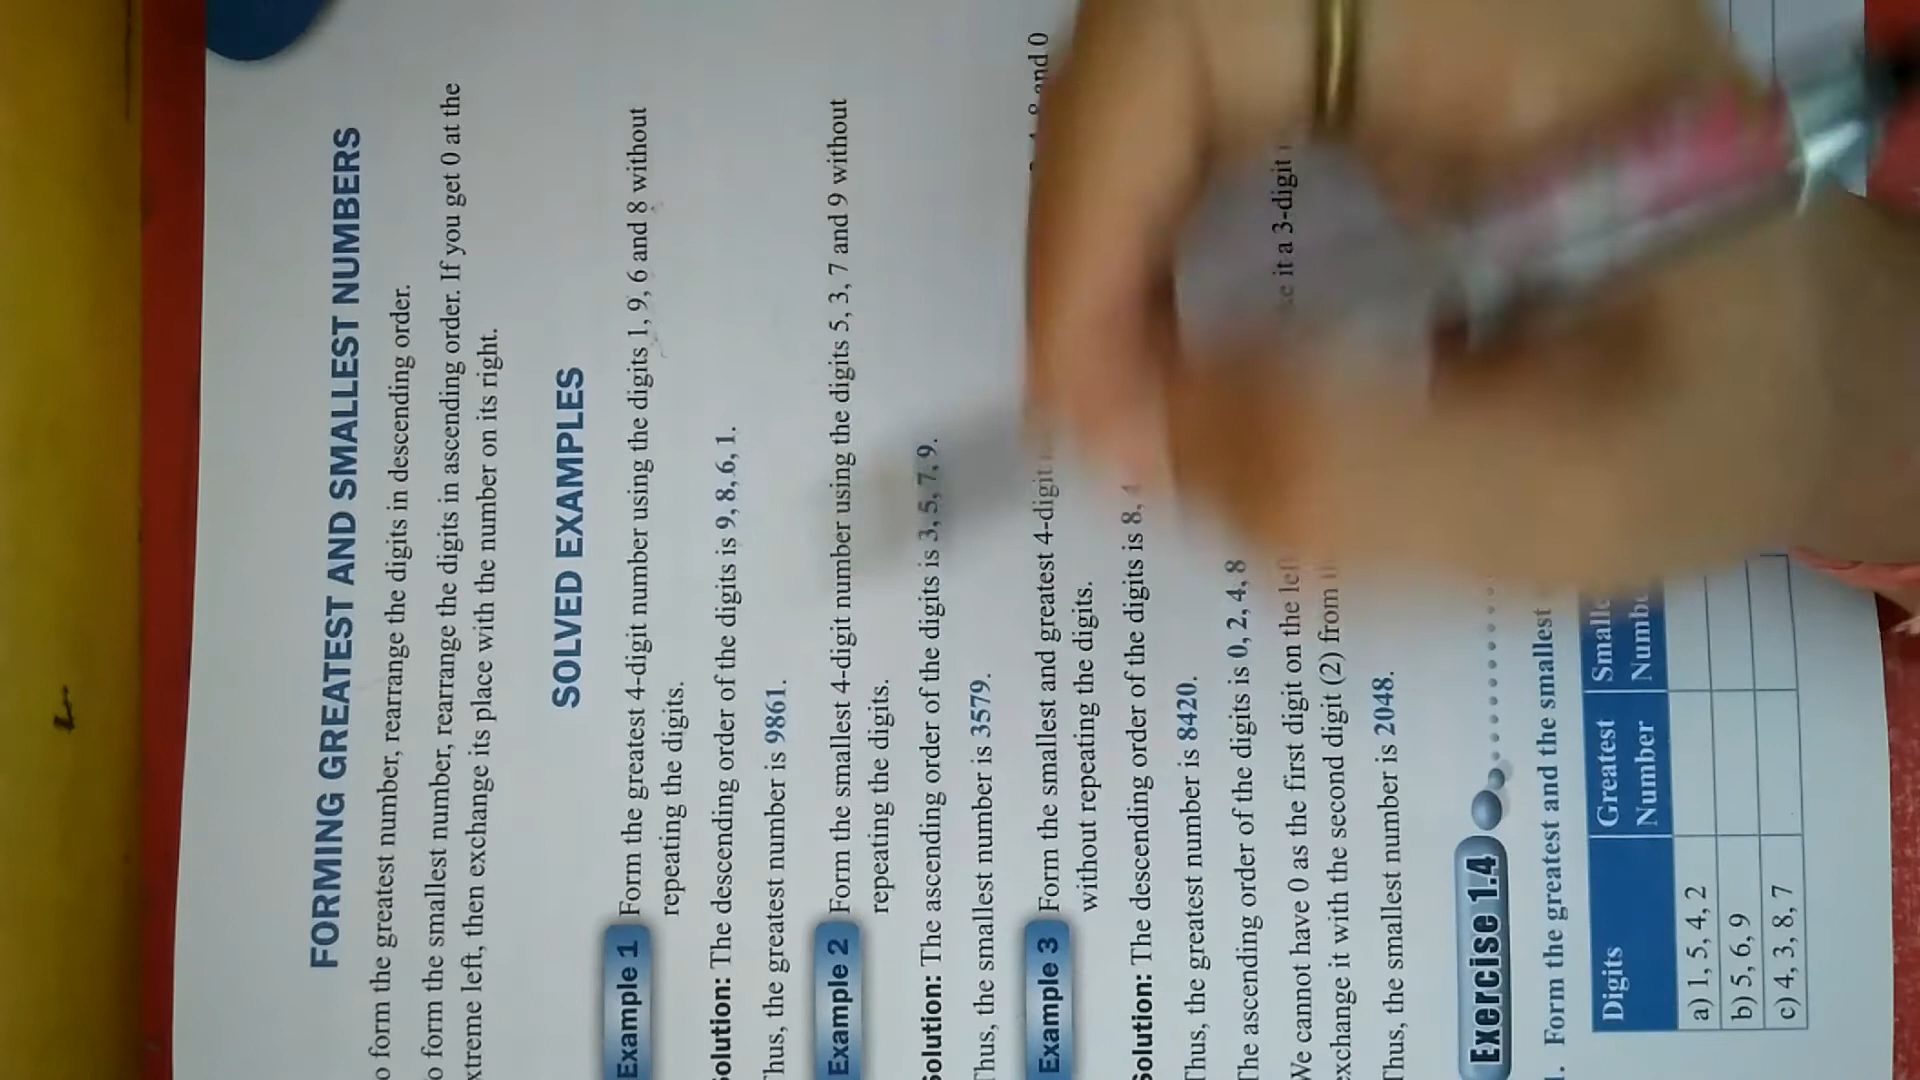 FORMING GREATEST AND SMALLEST NUMBERS
o form the greatest number, rearrange the digits in descending order.
o form the smallest number, rearrange the digits in ascending order. If you get 0 at the
xtreme left, then exchange its place with the number on its right.
SOLVED EXAMPLES
Example 1 Form the greatest 4-digit number using the digits 1, 9, 6 and 8 without
repeating the digits.
olution: The descending order of the digits is 9, 8, 6, 1.
Thus, the greatest number is 9861.
Example 2 Form the smallest 4-digit number using the digits 5, 3, 7 and 9 without
repeating the digits.
olution: The ascending order of the digits is 3, 5, 7, 9.
Thus, the smallest number is 3579.
Example 3 Form the smallest and greatest 4-digit 8 and 0
without repeating the digits.
olution: The descending order of the digits is 8, 4
Thus, the greatest number is 8420.
The ascending order of the digits is 0, 2, 4, 8
We cannot have 0 as the first digit on the left it a 3-digit
exchange it with the second digit (2) from
Thus, the smallest number is 2048.
Exercise 1.4
1. Form the greatest and the smallest
Digits Greatest Number Smalle Numbe
a) 1, 5, 4, 2
b) 5, 6, 9
c) 4, 3, 8, 7